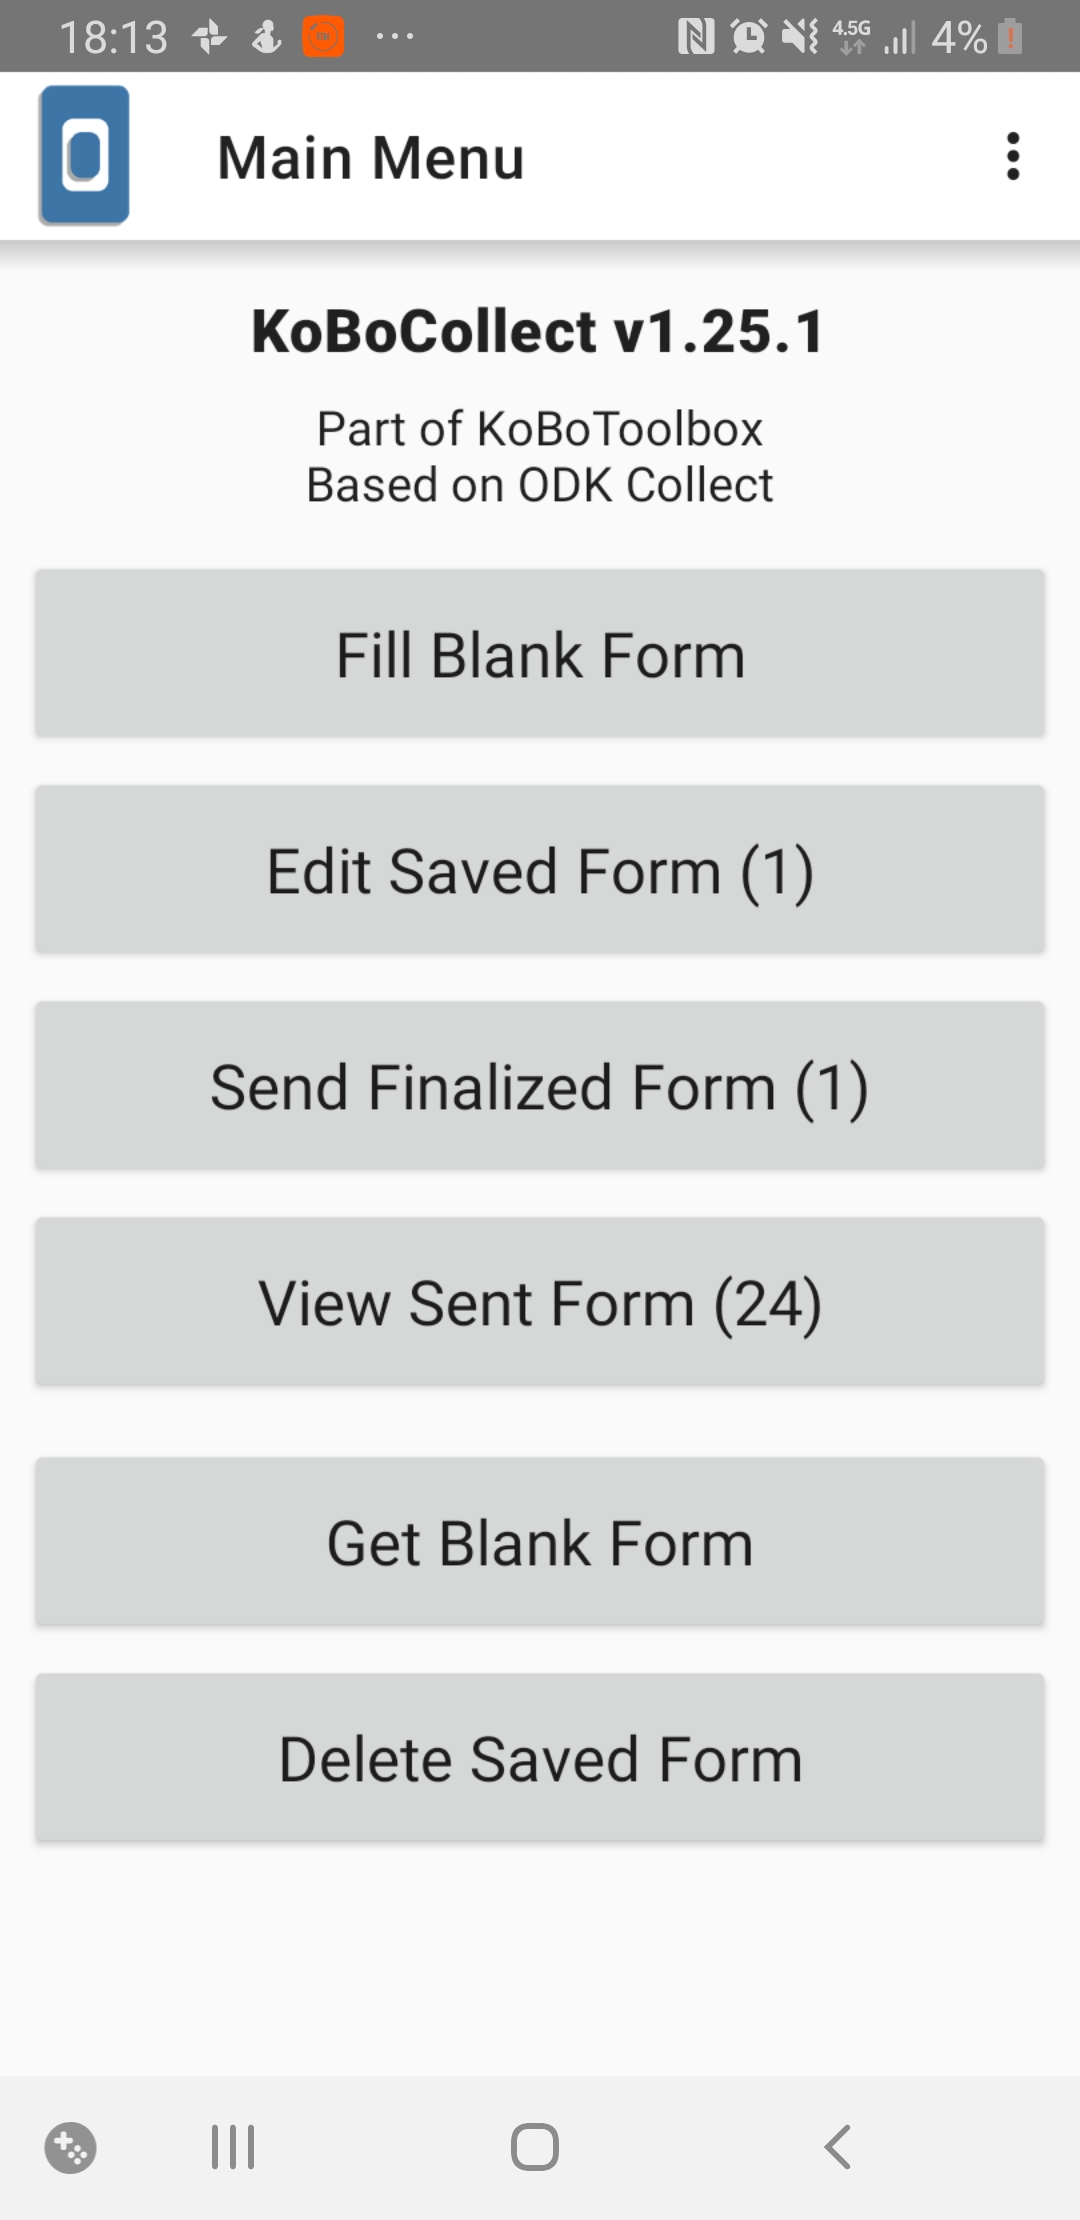 18:13
4.5G
4%
Main Menu
KoBoCollect v1.25.1
Part of KoBoToolbox
Based on ODK Collect
Fill Blank Form
Edit Saved Form (1)
Send Finalized Form (1)
View Sent Form (24)
Get Blank Form
Delete Saved Form